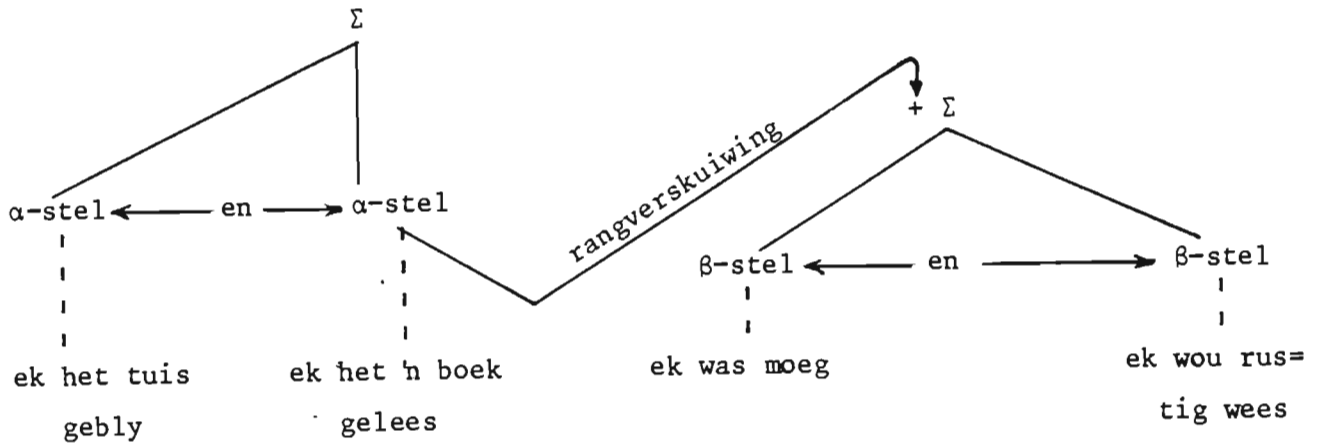 Σ
+ Σ
rangverskuiwing
α-stel en α-stel
β-stel en β-stel
ek het tuis
gebly
ek het 'n boek
gelees
ek was moeg
ek wou rus=
tig wees